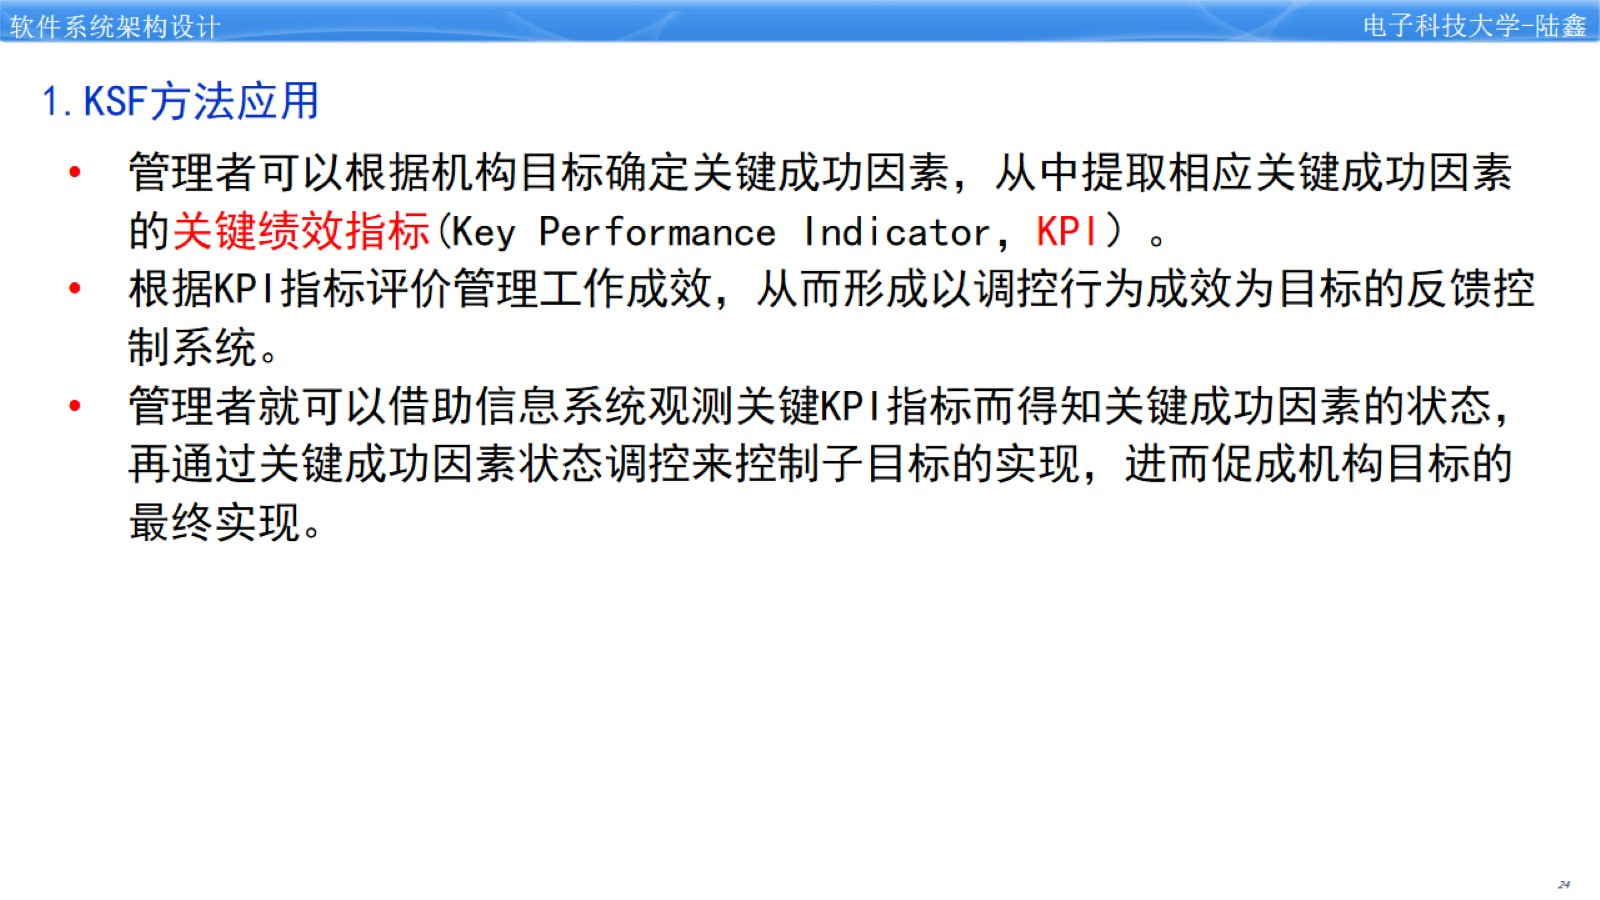 软件系统架构设计
电子科技大学-陆鑫
1.KSF方法应用
• 管理者可以根据机构目标确定关键成功因素，从中提取相应关键成功因素
的关键绩效指标(Key Performance Indicator，KPI）。
• 根据KPI指标评价管理工作成效，从而形成以调控行为成效为目标的反馈控
制系统。
• 管理者就可以借助信息系统观测关键KPI指标而得知关键成功因素的状态，
再通过关键成功因素状态调控来控制子目标的实现，进而促成机构目标的
最终实现。
24